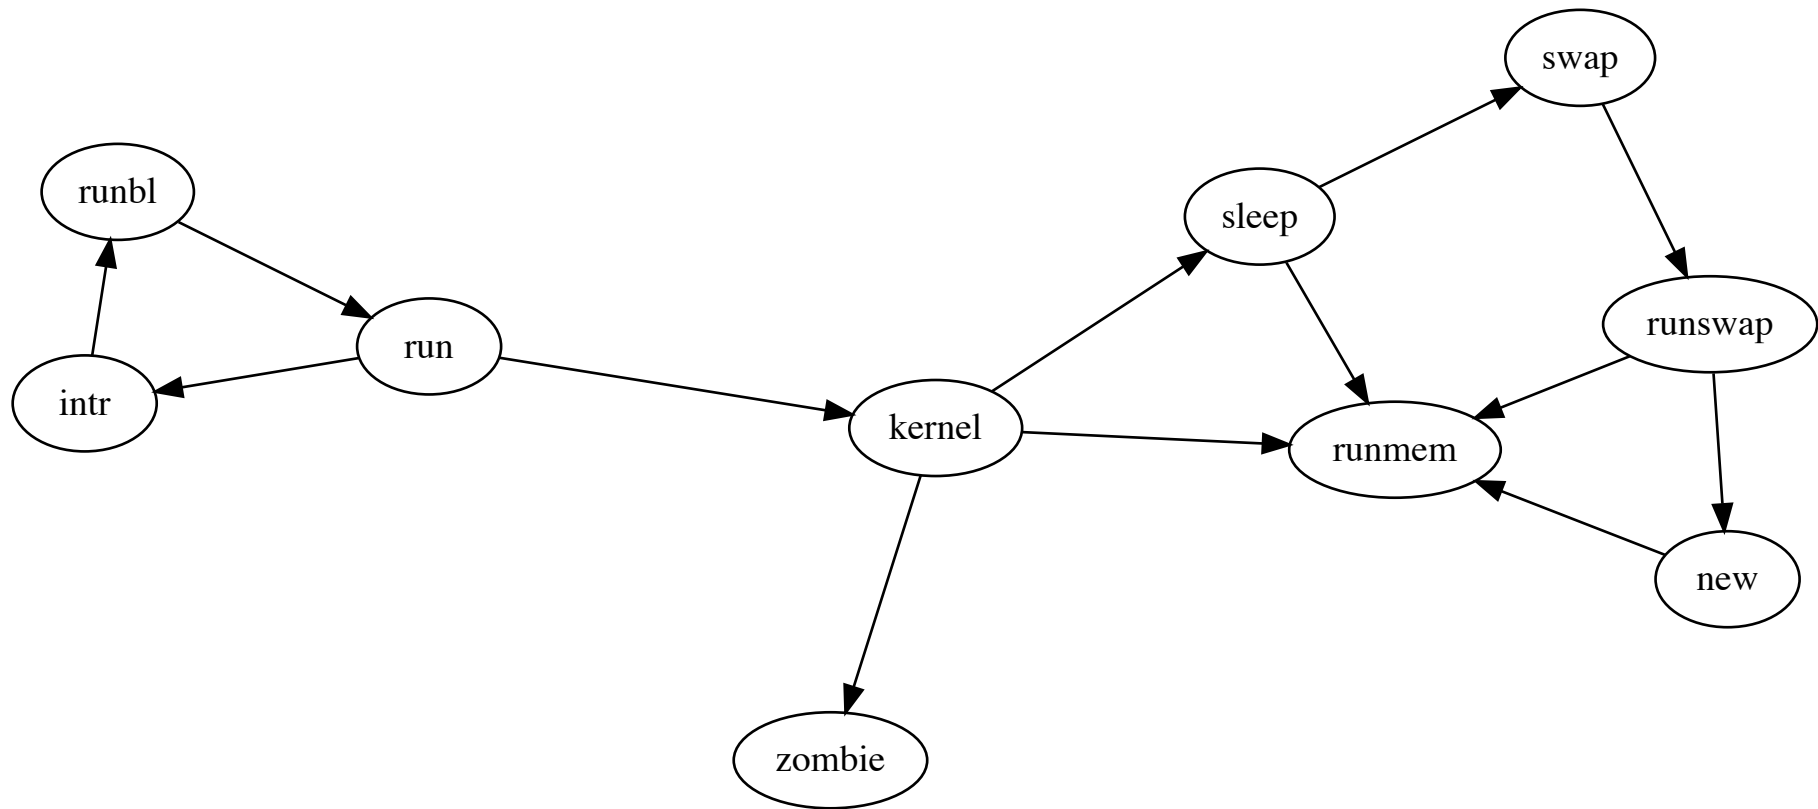 swap
runbl
sleep
runswap
run
intr
kernel
runmem
new
zombie